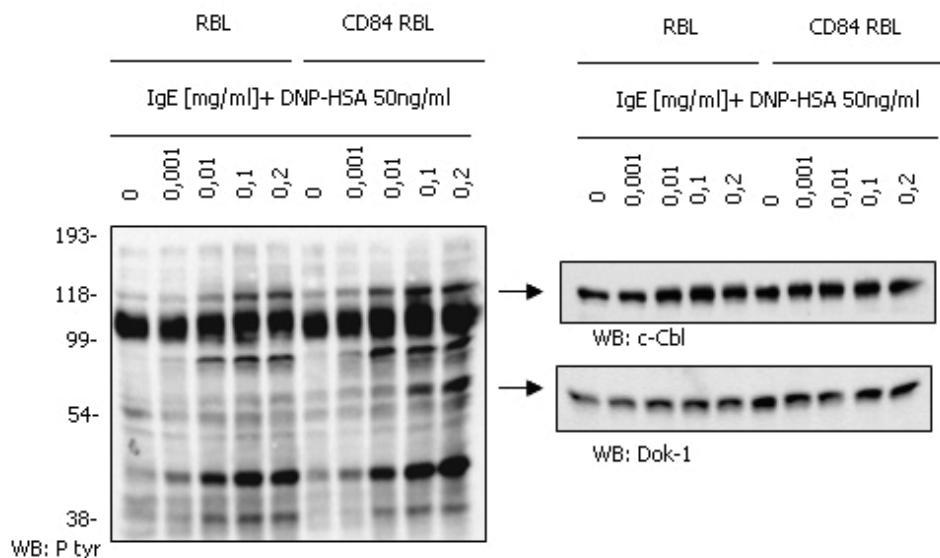 RBL CD84 RBL
IgE [mg/ml]+ DNP-HSA 50ng/ml
0 0,001 0,01 0,1 0,2 0 0,001 0,01 0,1 0,2
193-
118-
99-
54-
38-
WB: P tyr
RBL CD84 RBL
IgE [mg/ml]+ DNP-HSA 50ng/ml
0 0,001 0,01 0,1 0,2 0 0,001 0,01 0,1 0,2
WB: c-Cbl
WB: Dok-1